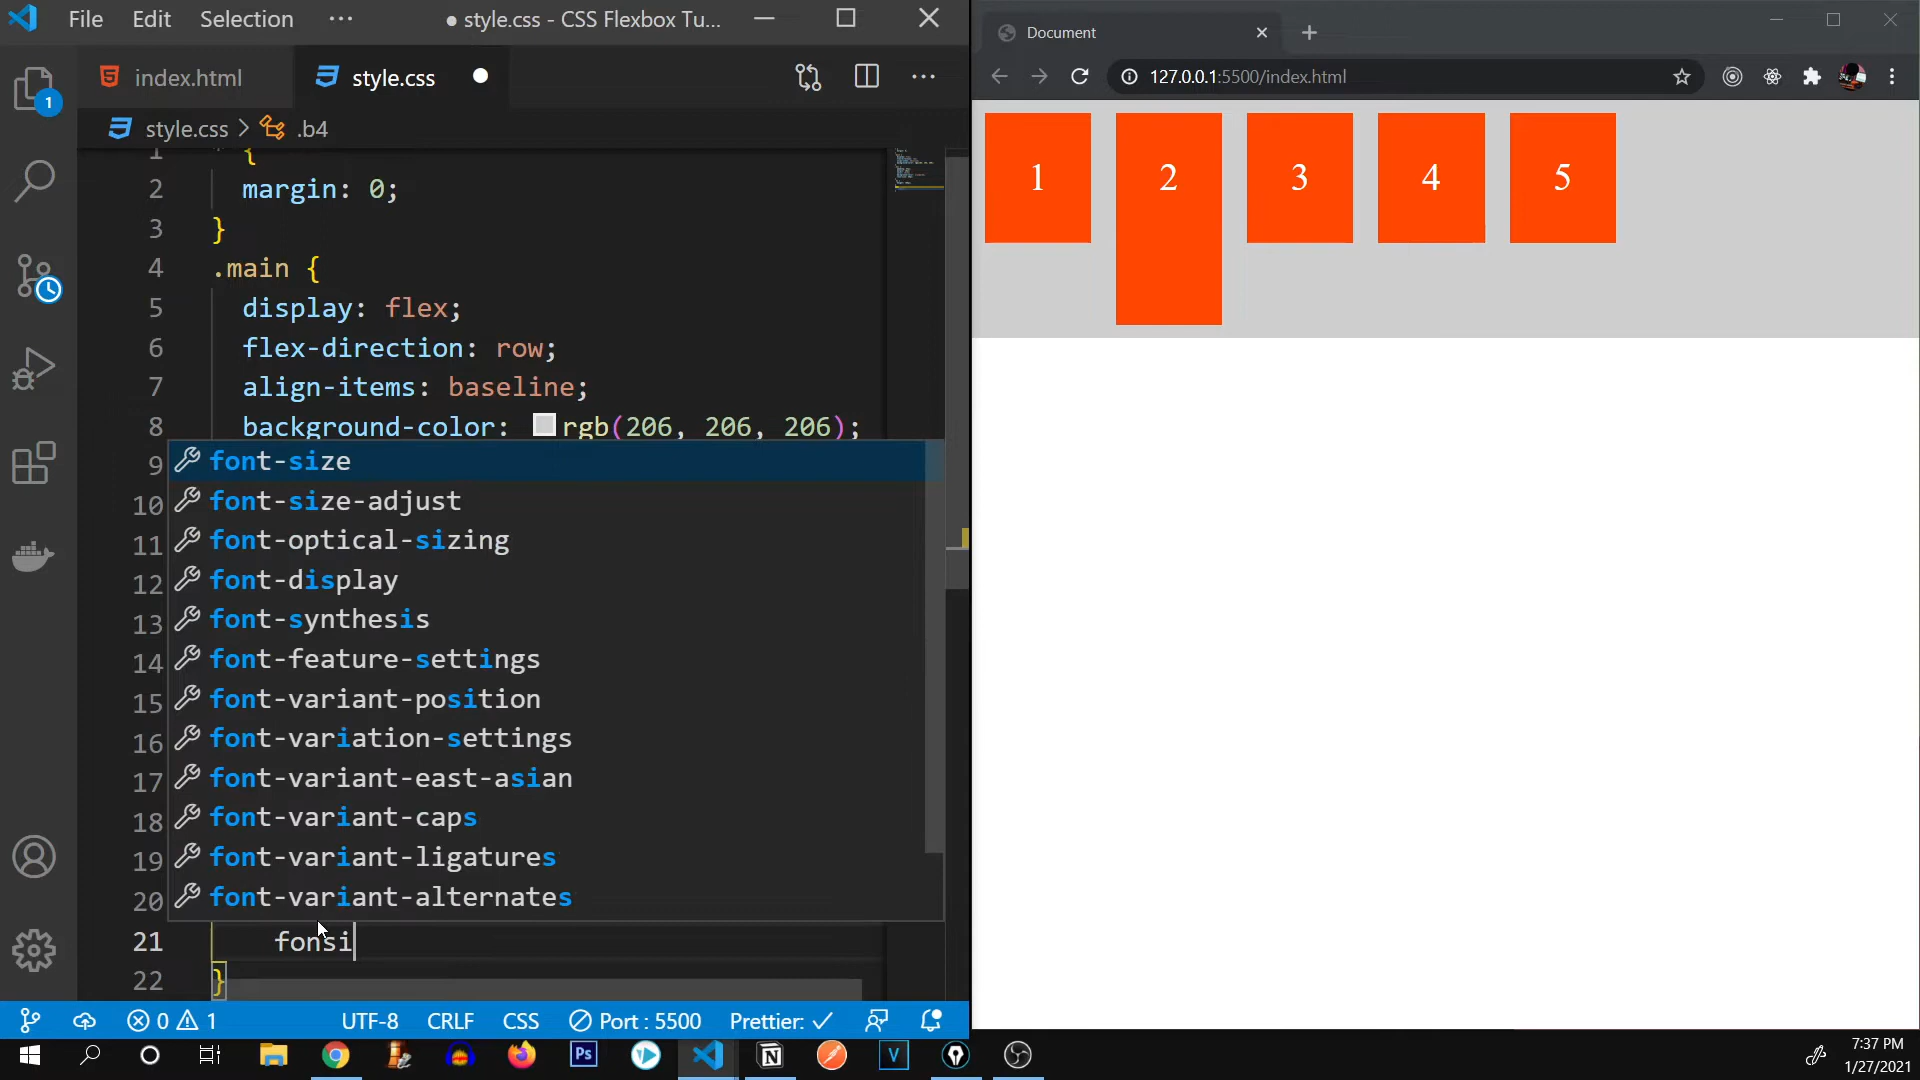 File Edit Selection ··· ● style.css - CSS Flexbox Tu...
index.html style.css ● ···
style.css > .b4
1 * {
2 margin: 0;
3 }
4 .main {
5 display: flex;
6 flex-direction: row;
7 align-items: baseline;
8 background-color: rgb(206, 206, 206);
9 font-size
10 font-size-adjust
11 font-optical-sizing
12 font-display
13 font-synthesis
14 font-feature-settings
15 font-variant-position
16 font-variation-settings
17 font-variant-east-asian
18 font-variant-caps
19 font-variant-ligatures
20 font-variant-alternates
21 fonsi
22 }
1
0 1 UTF-8 CRLF CSS Port : 5500 Prettier: ✓
Document
127.0.0.1:5500/index.html
1 2 3 4 5
Ps V N
7:37 PM
1/27/2021